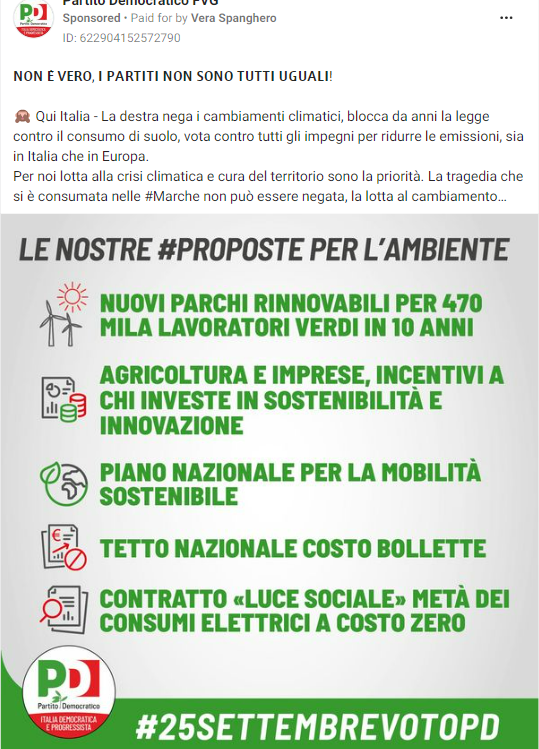 Partito Democratico FVG
Sponsored • Paid for by Vera Spanghero
ID: 622904152572790
NON È VERO, I PARTITI NON SONO TUTTI UGUALI!
Qui Italia - La destra nega i cambiamenti climatici, blocca da anni la legge
contro il consumo di suolo, vota contro tutti gli impegni per ridurre le emissioni, sia
in Italia che in Europa.
Per noi lotta alla crisi climatica e cura del territorio sono la priorità. La tragedia che
si è consumata nelle #Marche non può essere negata, la lotta al cambiamento...
LE NOSTRE #PROPOSTE PER L'AMBIENTE
NUOVI PARCHI RINNOVABILI PER 470
MILA LAVORATORI VERDI IN 10 ANNI
AGRICOLTURA E IMPRESE, INCENTIVI A
CHI INVESTE IN SOSTENIBILITÀ E
INNOVAZIONE
PIANO NAZIONALE PER LA MOBILITÀ
SOSTENIBILE
TETTO NAZIONALE COSTO BOLLETTE
CONTRATTO «LUCE SOCIALE» METÀ DEI
CONSUMI ELETTRICI A COSTO ZERO
PD
Partito Democratico
ITALIA DEMOCRATICA
E PROGRESSISTA
#25SETTEMBREVOTOPD